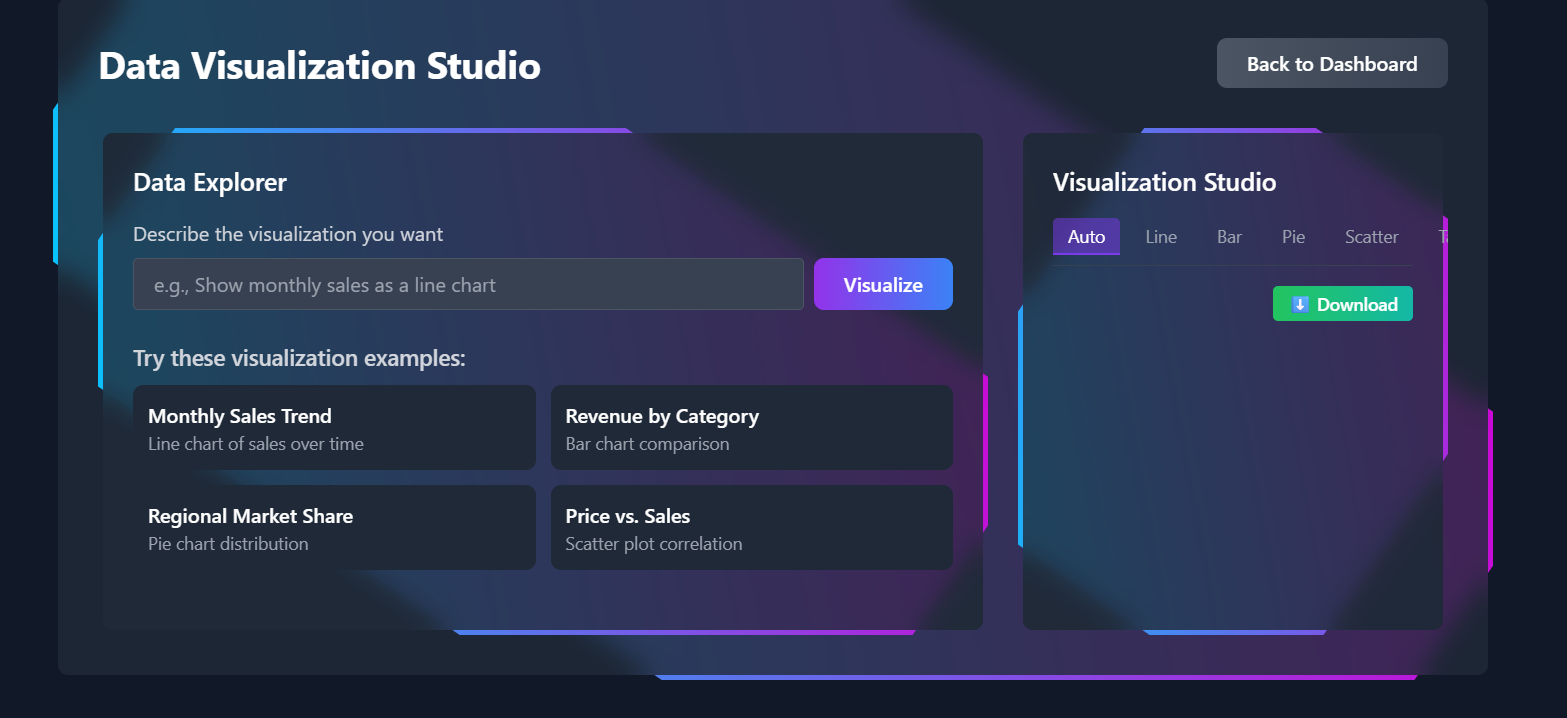 Data Visualization Studio
Back to Dashboard
Data Explorer
Describe the visualization you want
e.g., Show monthly sales as a line chart
Visualize
Try these visualization examples:
Monthly Sales Trend
Line chart of sales over time
Revenue by Category
Bar chart comparison
Regional Market Share
Pie chart distribution
Price vs. Sales
Scatter plot correlation
Visualization Studio
Auto Line Bar Pie Scatter
Download